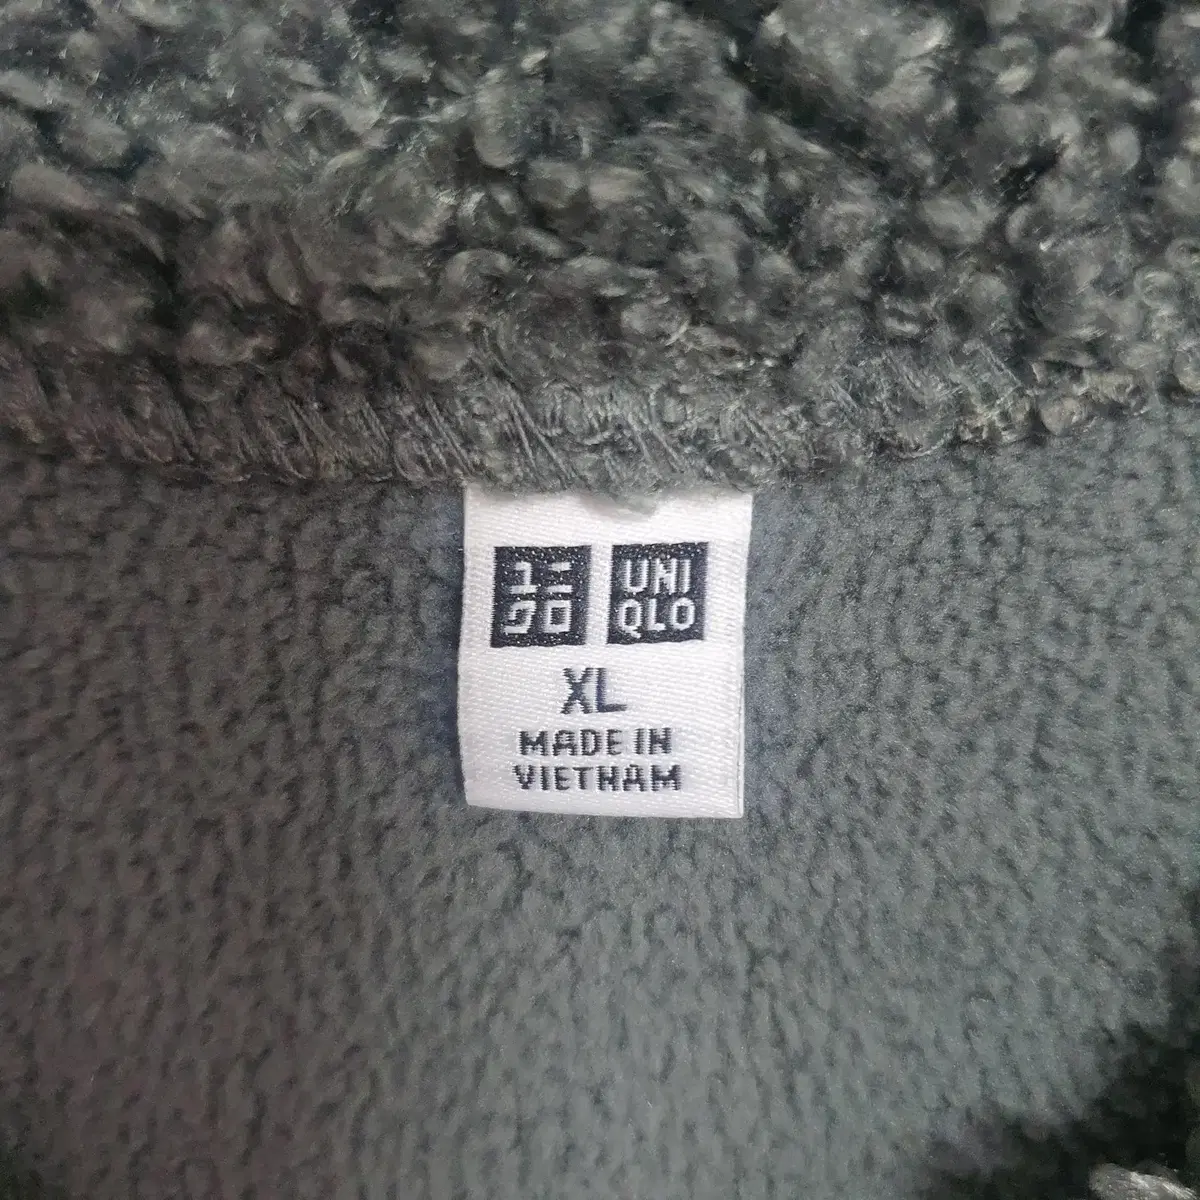 ユニ UNI
クロ QLO
XL
MADE IN
VIETNAM